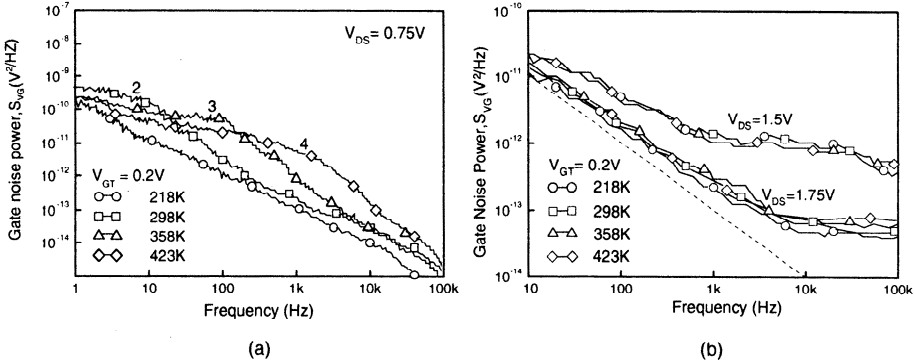 (a)
10⁻⁷
10⁻⁸
10⁻⁹
10⁻¹⁰
10⁻¹¹
10⁻¹²
10⁻¹³
10⁻¹⁴
Gate noise power,S_VG(V²/HZ)
V_DS= 0.75V
2
3
4
V_GT = 0.2V
218K
298K
358K
423K
1 10 100 1k 10k 100k
Frequency (Hz)
(a)
(b)
10⁻¹⁰
10⁻¹¹
10⁻¹²
10⁻¹³
10⁻¹⁴
Gate Noise Power,S_VG (V²/Hz)
V_DS=1.5V
V_DS=1.75V
V_GT= 0.2V
218K
298K
358K
423K
10 100 1k 10k 100k
Frequency (Hz)
(b)